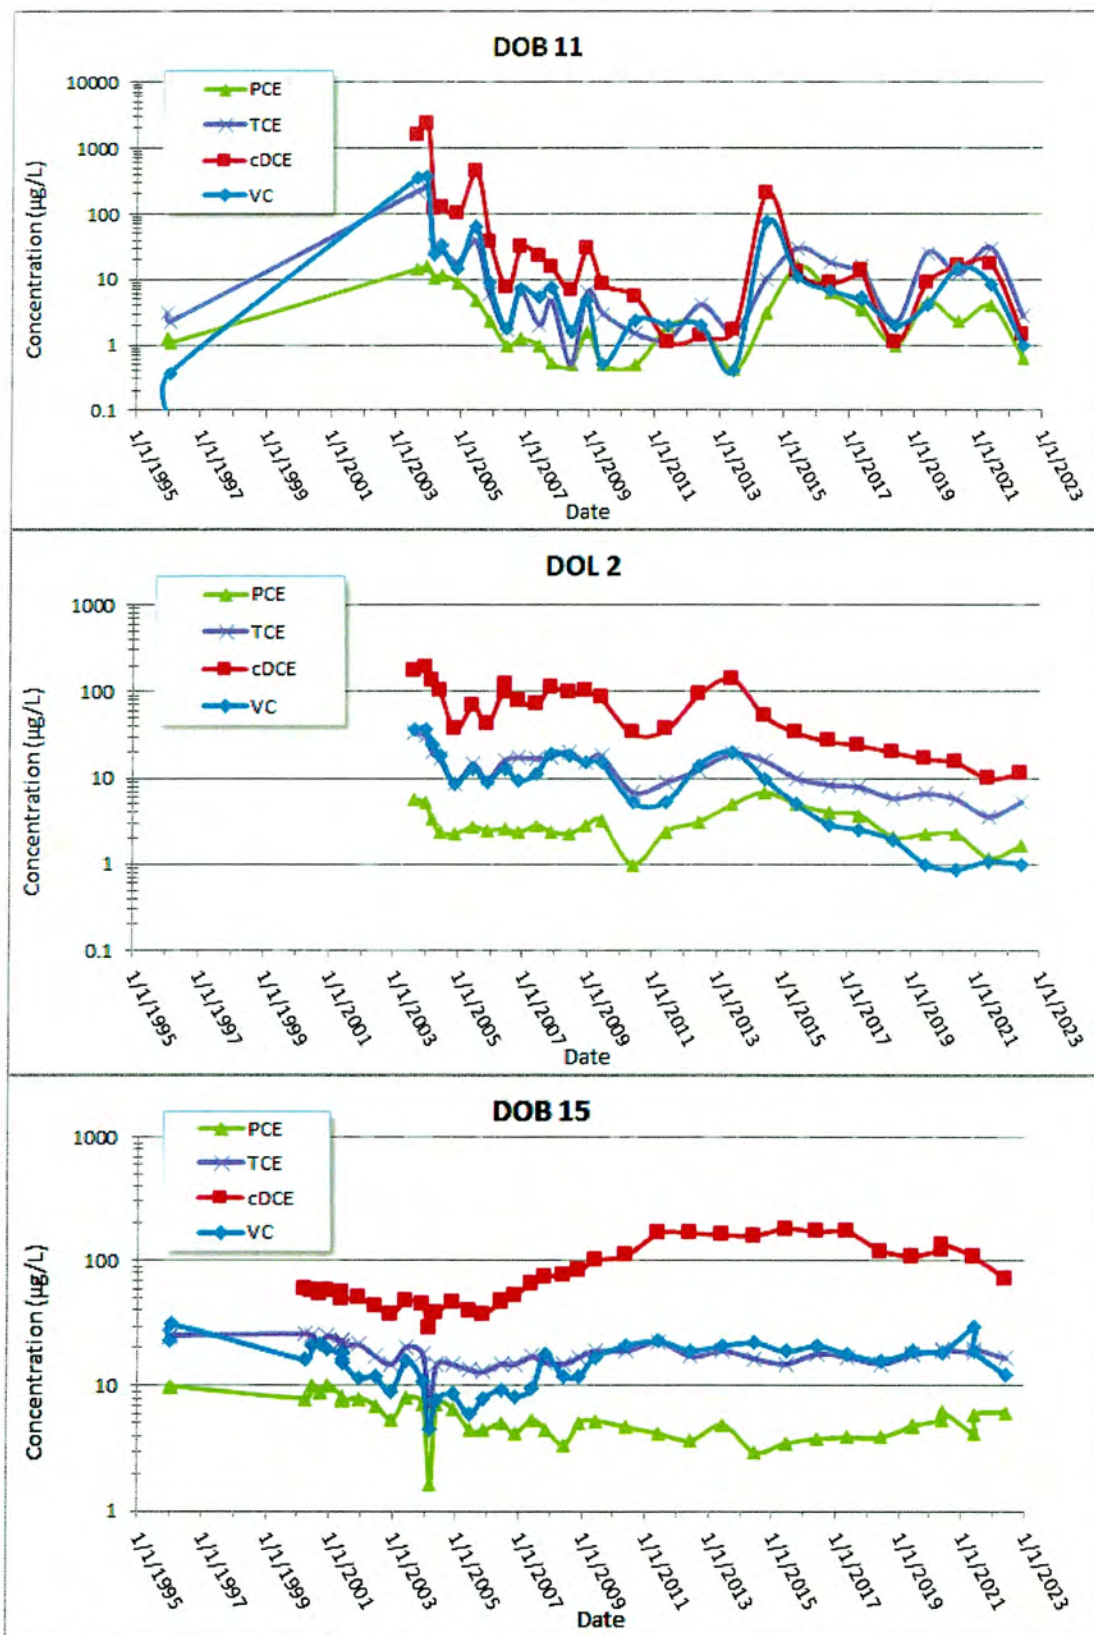 DOB 11
PCE
TCE
cDCE
VC
Concentration (µg/L)
10000
1000
100
10
1
0.1
1/1/1995
1/1/1997
1/1/1999
1/1/2001
1/1/2003
1/1/2005
1/1/2007
1/1/2009
1/1/2011
1/1/2013
1/1/2015
1/1/2017
1/1/2019
1/1/2021
1/1/2023
Date
DOL 2
PCE
TCE
cDCE
VC
Concentration (µg/L)
1000
100
10
1
0.1
1/1/1995
1/1/1997
1/1/1999
1/1/2001
1/1/2003
1/1/2005
1/1/2007
1/1/2009
1/1/2011
1/1/2013
1/1/2015
1/1/2017
1/1/2019
1/1/2021
1/1/2023
Date
DOB 15
PCE
TCE
cDCE
VC
Concentration (µg/L)
1000
100
10
1
1/1/1995
1/1/1997
1/1/1999
1/1/2001
1/1/2003
1/1/2005
1/1/2007
1/1/2009
1/1/2011
1/1/2013
1/1/2015
1/1/2017
1/1/2019
1/1/2021
1/1/2023
Date